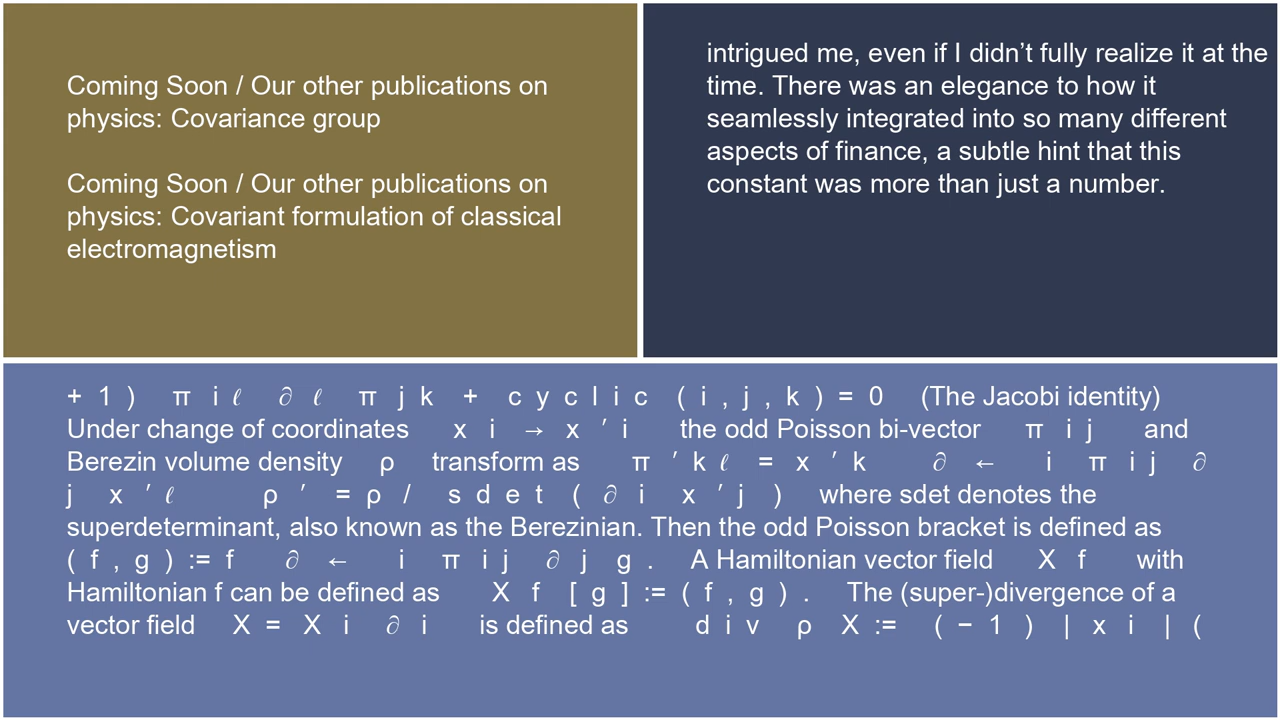 Coming Soon / Our other publications on
physics: Covariance group
Coming Soon / Our other publications on
physics: Covariant formulation of classical
electromagnetism
intrigued me, even if I didn’t fully realize it at the
time. There was an elegance to how it
seamlessly integrated into so many different
aspects of finance, a subtle hint that this
constant was more than just a number.
+ 1 ) π i ℓ ∂ ℓ π j k + c y c l i c ( i , j , k ) = 0 (The Jacobi identity)
Under change of coordinates x i → x ′ i the odd Poisson bi-vector π i j and
Berezin volume density ρ transform as π ′ k ℓ = x ′ k ∂ ← i π i j ∂
j x ′ ℓ ρ ′ = ρ / s d e t ( ∂ i x ′ j ) where sdet denotes the
superdeterminant, also known as the Berezinian. Then the odd Poisson bracket is defined as
( f , g ) := f ∂ ← i π i j ∂ j g . A Hamiltonian vector field X f with
Hamiltonian f can be defined as X f [ g ] := ( f , g ) . The (super-)divergence of a
vector field X = X i ∂ i is defined as d i v ρ X := ( − 1 ) | x i | (